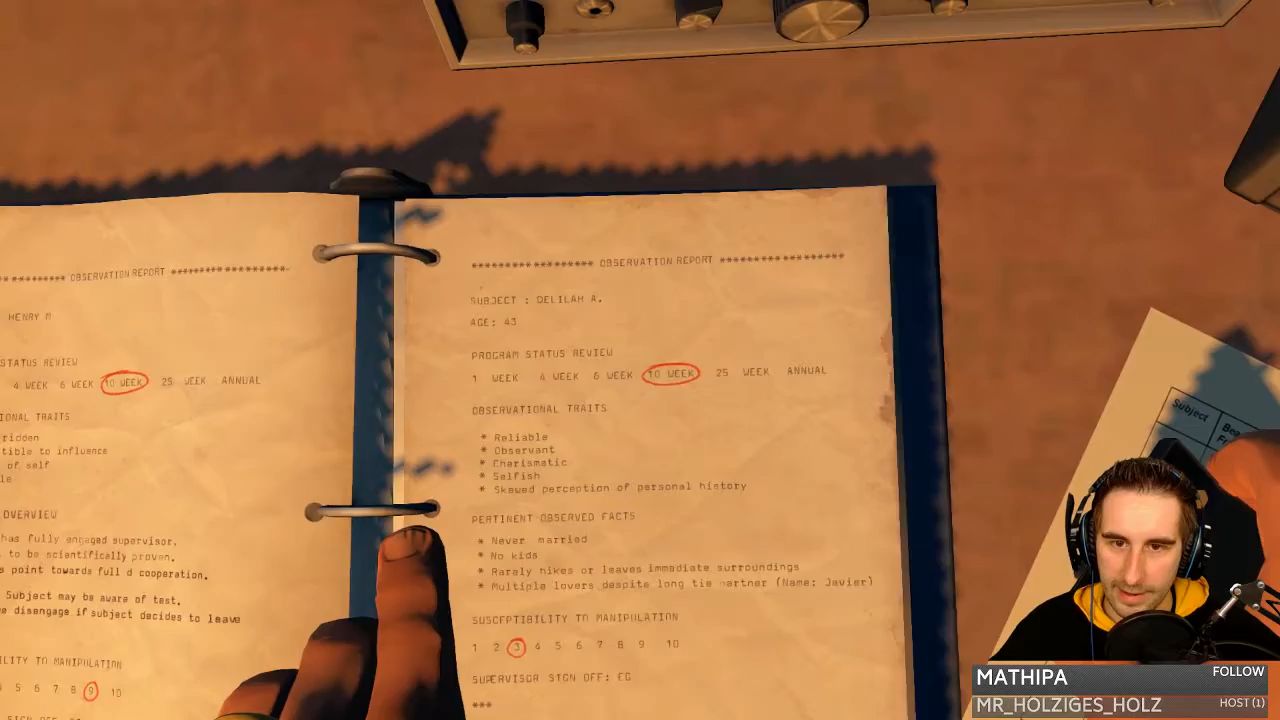 ****************** OBSERVATION REPORT ******************
HENRY M
STATUS REVIEW
4 WEEK 6 WEEK 10 WEEK 25 WEEK ANNUAL
OVERVIEW
has fully engaged supervisor.
to be scientifically proven.
point towards full d cooperation.
Subject may be aware of test.
disengage if subject decides to leave
TO MANIPULATION
5 6 7 8 9 10
****************** OBSERVATION REPORT ******************
SUBJECT : DELILAH A.
AGE: 43
PROGRAM STATUS REVIEW
1 WEEK 4 WEEK 6 WEEK 10 WEEK 25 WEEK ANNUAL
OBSERVATIONAL TRAITS
* Reliable
* Observant
* Charismatic
* Selfish
* Skewed perception of personal history
PERTINENT OBSERVED FACTS
* Never married
* No kids
* Rarely hikes or leaves immediate surroundings
* Multiple lovers despite long tie partner (Name: Javier)
SUSCEPTIBILITY TO MANIPULATION
1 2 3 4 5 6 7 8 9 10
SUPERVISOR SIGN OFF: EG
***
Subject
MATHIPA FOLLOW
MR_HOLZIGES_HOLZ HOST (1)